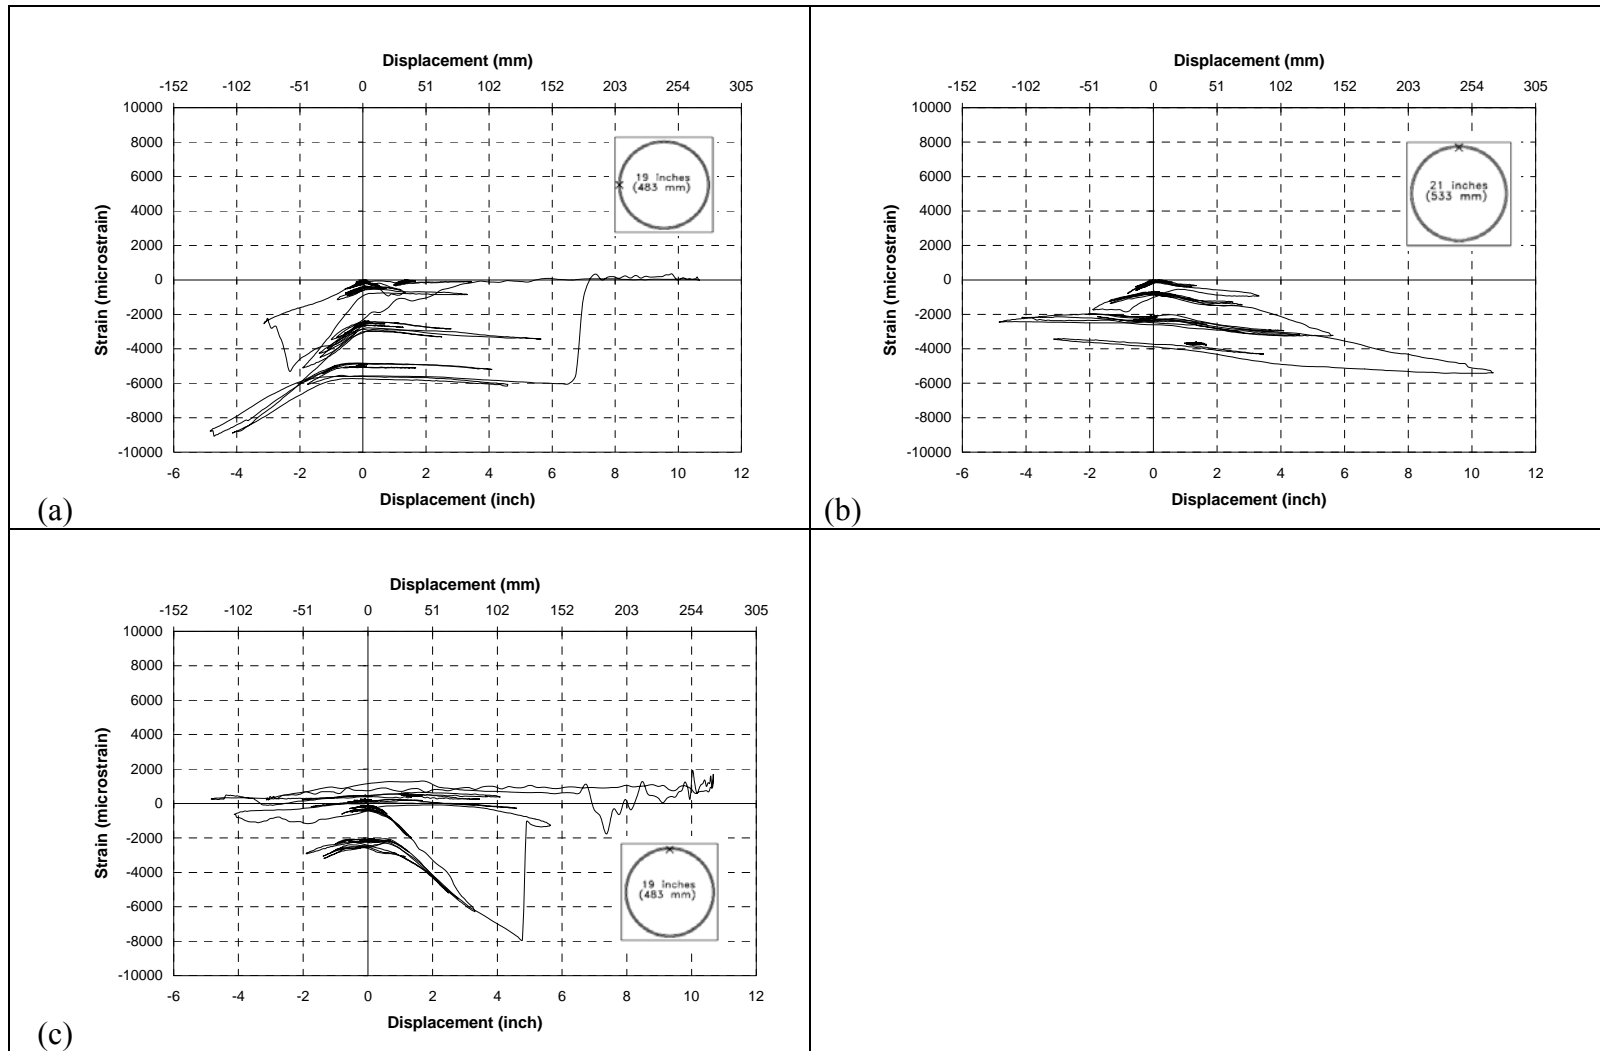 Displacement (mm)
-152 -102 -51 0 51 102 152 203 254 305
10000
8000
6000
4000
2000
0
-2000
-4000
-6000
-8000
-10000
Strain (microstrain)
19 inches
(483 mm)
-6 -4 -2 0 2 4 6 8 10 12
Displacement (inch)
(a)
Displacement (mm)
-152 -102 -51 0 51 102 152 203 254 305
10000
8000
6000
4000
2000
0
-2000
-4000
-6000
-8000
-10000
Strain (microstrain)
21 inches
(533 mm)
-6 -4 -2 0 2 4 6 8 10 12
Displacement (inch)
(b)
Displacement (mm)
-152 -102 -51 0 51 102 152 203 254 305
10000
8000
6000
4000
2000
0
-2000
-4000
-6000
-8000
-10000
Strain (microstrain)
19 inches
(483 mm)
-6 -4 -2 0 2 4 6 8 10 12
Displacement (inch)
(c)